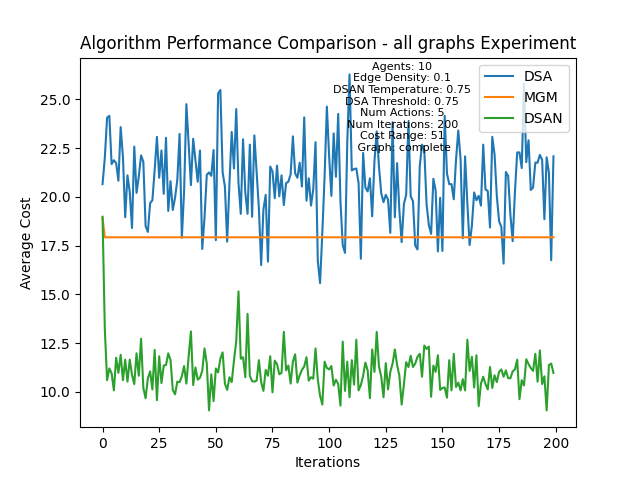 Algorithm Performance Comparison - all graphs Experiment
Agents: 10
Edge Density: 0.1
DSAN Temperature: 0.75
DSA Threshold: 0.75
Num Actions: 5
Num Iterations: 200
Cost Range: 51
Graph: complete
DSA
MGM
DSAN
Average Cost
25.0
22.5
20.0
17.5
15.0
12.5
10.0
0 25 50 75 100 125 150 175 200
Iterations